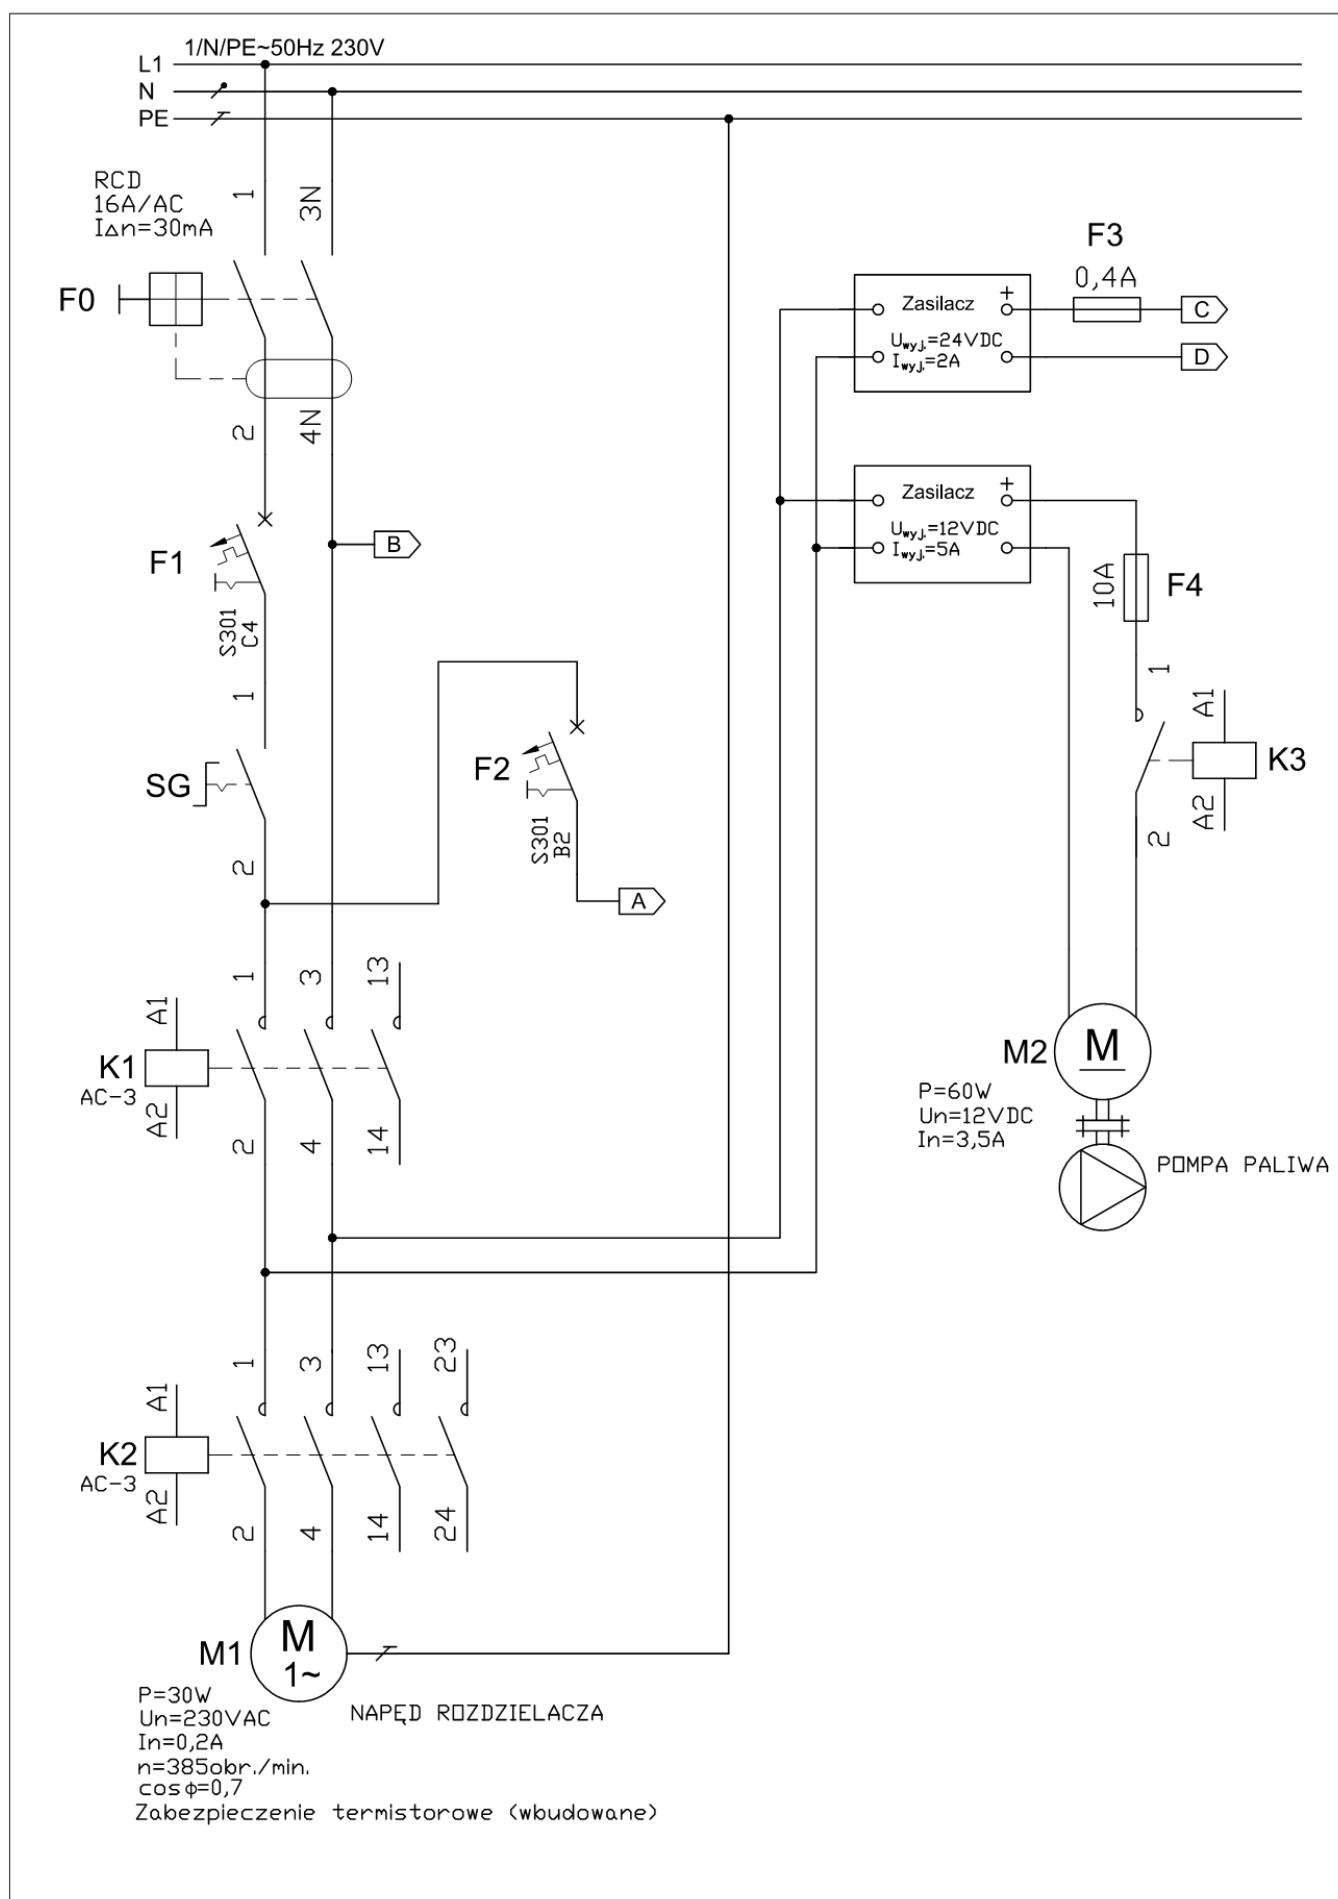 1/N/PE~50Hz 230V
L1
N
PE
RCD
16A/AC
IΔn=30mA
1
3N
F0
2
4N
F1
S301
C4
B
1
SG
2
F2
S301
B2
A
F3
0,4A
Zasilacz
+
Uwyj.=24VDC
Iwyj.=2A
C
D
Zasilacz
+
Uwyj.=12VDC
Iwyj.=5A
10A
F4
1
A1
K3
A2
2
1
3
13
A1
K1
AC-3
A2
2
4
14
M2
M
P=60W
Un=12VDC
In=3,5A
POMPA PALIWA
1
3
13
23
A1
K2
AC-3
A2
2
4
14
24
M1
M
1~
P=30W
Un=230VAC
In=0,2A
n=385obr./min.
cosϕ=0,7
Zabezpieczenie termistorowe (wbudowane)
NAPĘD ROZDZIELACZA